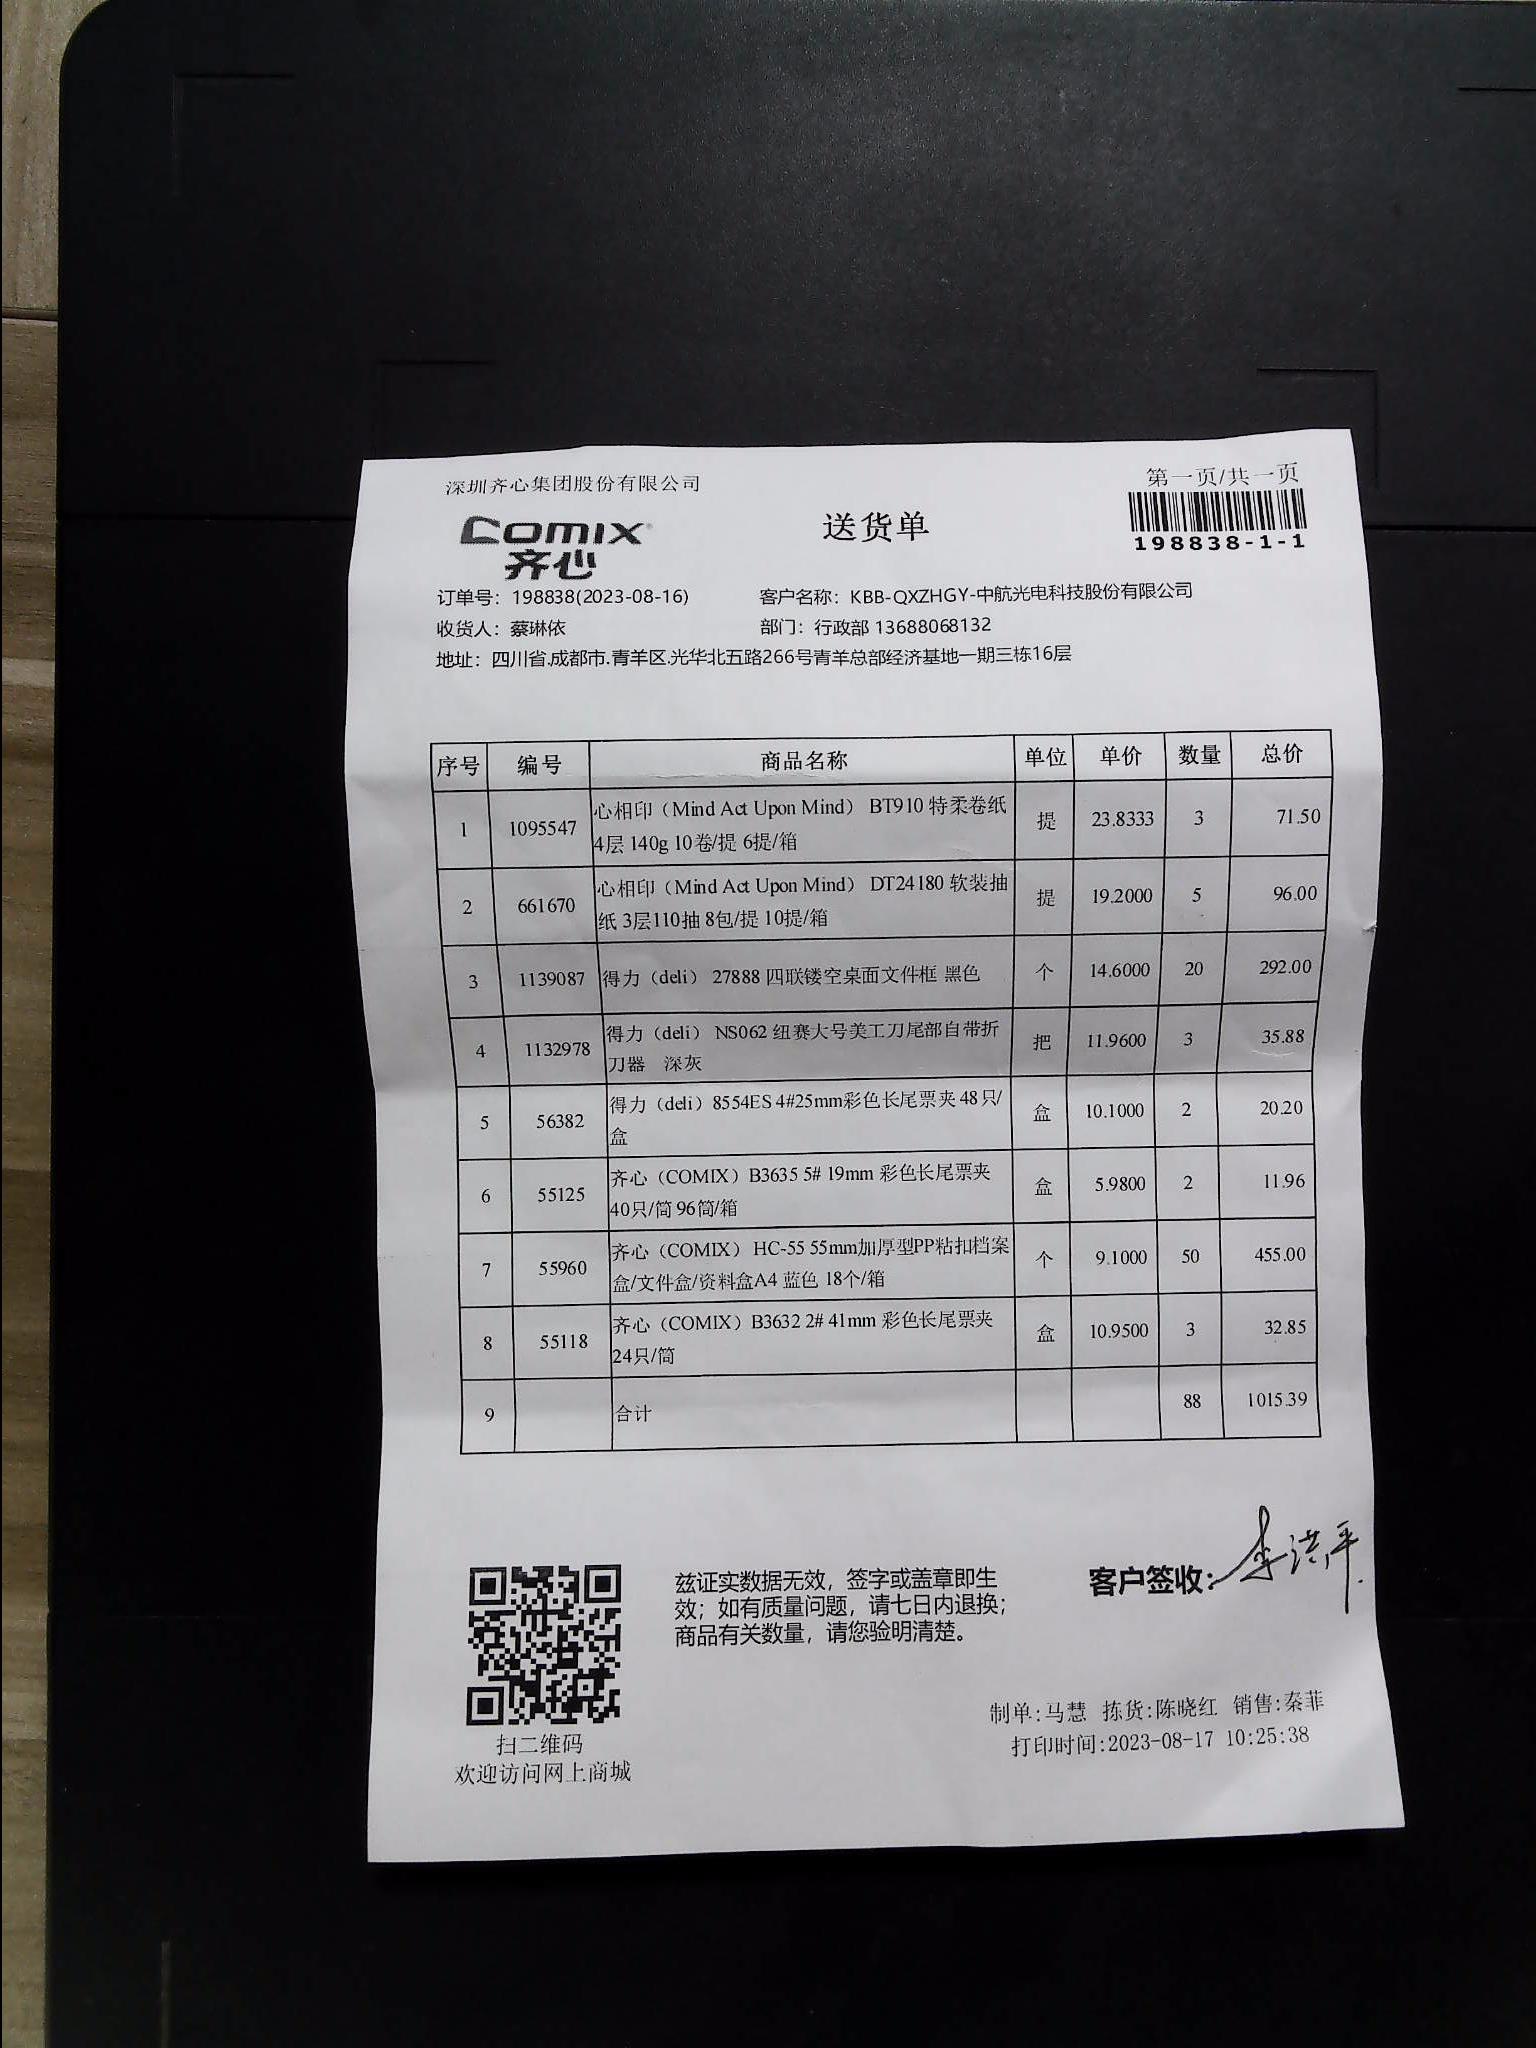 深圳齐心集团股份有限公司
第一页/共一页
COMIX
齐心
送货单
198838-1-1
订单号：198838(2023-08-16) 客户名称：KBB-QXZHGY-中航光电科技股份有限公司
收货人：蔡琳依 部门：行政部 13688068132
地址：四川省.成都市.青羊区.光华北五路266号青羊总部经济基地一期三栋16层
序号 编号 商品名称 单位 单价 数量 总价
1 1095547 心相印（Mind Act Upon Mind） BT910 特柔卷纸 提 23.8333 3 71.50
4层 140g 10卷/提 6提/箱
2 661670 心相印（Mind Act Upon Mind） DT24180 软装抽 提 19.2000 5 96.00
纸 3层110抽 8包/提 10提/箱
3 1139087 得力（deli） 27888 四联镂空桌面文件框 黑色 个 14.6000 20 292.00
4 1132978 得力（deli） NS062 纽赛大号美工刀尾部自带折 把 11.9600 3 35.88
刀器 深灰
5 56382 得力（deli）8554ES 4#25mm彩色长尾票夹 48只/ 盒 10.1000 2 20.20
盒
6 55125 齐心（COMIX）B3635 5# 19mm 彩色长尾票夹 盒 5.9800 2 11.96
40只/筒 96筒/箱
7 55960 齐心（COMIX） HC-55 55mm加厚型PP粘扣档案 个 9.1000 50 455.00
盒/文件盒/资料盒A4 蓝色 18个/箱
8 55118 齐心（COMIX）B3632 2# 41mm 彩色长尾票夹 盒 10.9500 3 32.85
24只/筒
9 合计 88 1015.39
兹证实数据无效，签字或盖章即生
效；如有质量问题，请七日内退换；
商品有关数量，请您验明清楚。
客户签收：李洪平
扫二维码
欢迎访问网上商城
制单:马慧 拣货:陈晓红 销售:秦菲
打印时间:2023-08-17 10:25:38